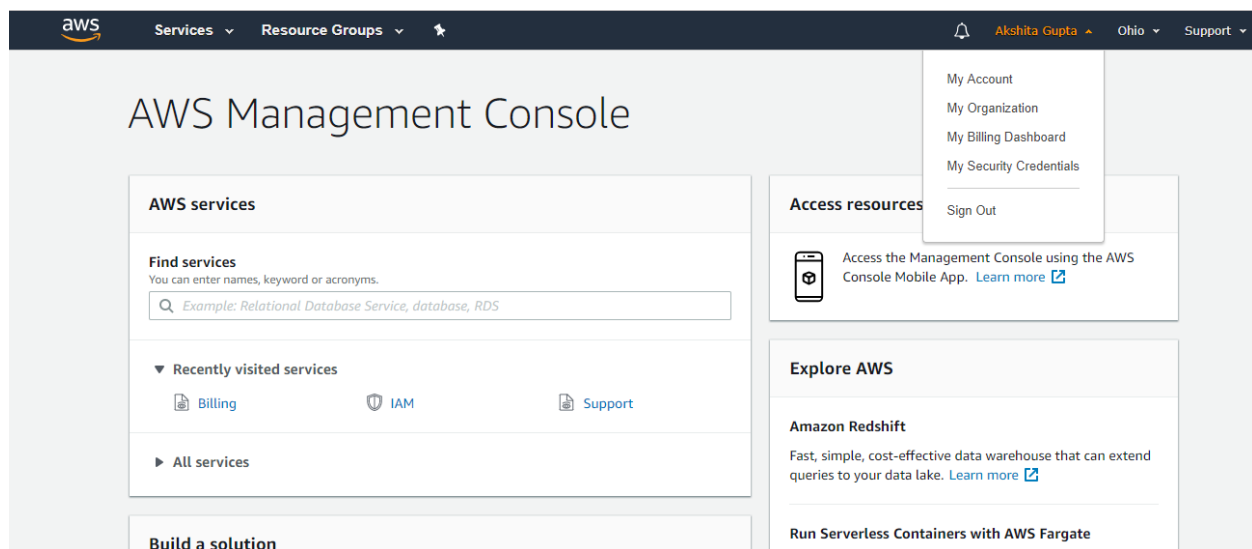 aws Services Resource Groups Akshita Gupta Ohio Support
My Account
My Organization
My Billing Dashboard
My Security Credentials
Sign Out
AWS Management Console
AWS services
Find services
You can enter names, keyword or acronyms.
Example: Relational Database Service, database, RDS
Recently visited services
Billing IAM Support
All services
Build a solution
Access resources
Access the Management Console using the AWS
Console Mobile App. Learn more
Explore AWS
Amazon Redshift
Fast, simple, cost-effective data warehouse that can extend
queries to your data lake. Learn more
Run Serverless Containers with AWS Fargate